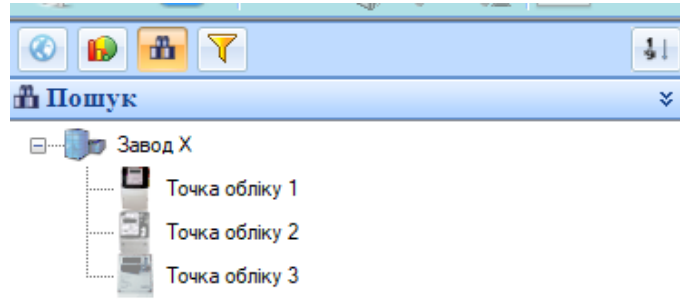 Пошук
Завод X
Точка обліку 1
Точка обліку 2
Точка обліку 3